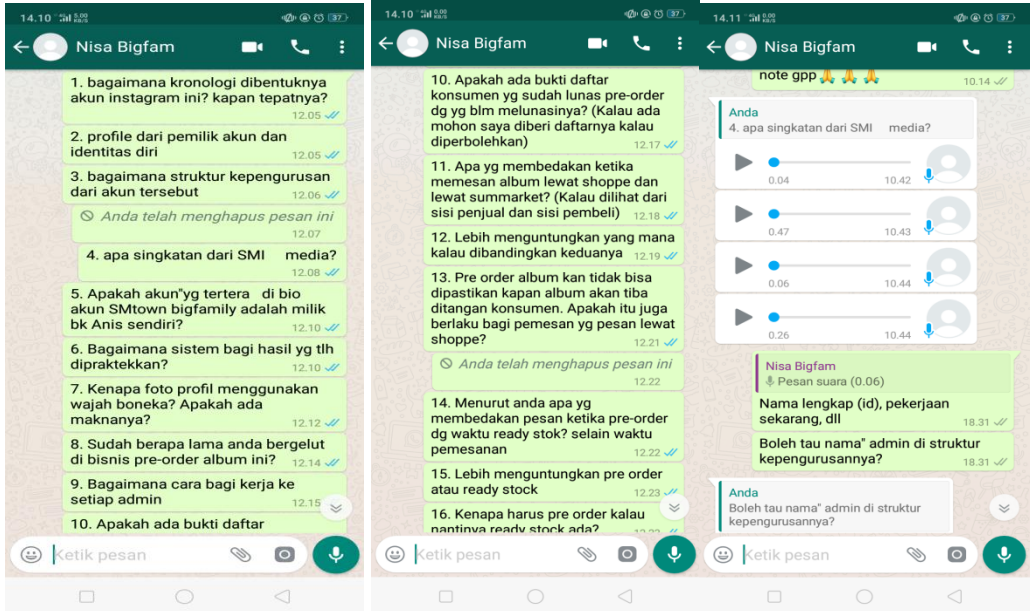 14.10
5,00
KB/S
37
Nisa Bigfam
1. bagaimana kronologi dibentuknya
akun instagram ini? kapan tepatnya?
12.05
2. profile dari pemilik akun dan
identitas diri
12.05
3. bagaimana struktur kepengurusan
dari akun tersebut
12.06
Anda telah menghapus pesan ini
12.07
4. apa singkatan dari SMI media?
12.08
5. Apakah akun"yg tertera di bio
akun SMtown bigfamily adalah milik
bk Anis sendiri?
12.10
6. Bagaimana sistem bagi hasil yg tlh
dipraktekkan?
12.10
7. Kenapa foto profil menggunakan
wajah boneka? Apakah ada
maknanya?
12.12
8. Sudah berapa lama anda bergelut
di bisnis pre-order album ini?
12.14
9. Bagaimana cara bagi kerja ke
setiap admin
12.15
10. Apakah ada bukti daftar
Ketik pesan
14.10
37
Nisa Bigfam
10. Apakah ada bukti daftar
konsumen yg sudah lunas pre-order
dg yg blm melunasinya? (Kalau ada
mohon saya diberi daftarnya kalau
diperbolehkan)
12.17
11. Apa yg membedakan ketika
memesan album lewat shoppe dan
lewat summarket? (Kalau dilihat dari
sisi penjual dan sisi pembeli)
12.18
12. Lebih menguntungkan yang mana
kalau dibandingkan keduanya
12.19
13. Pre order album kan tidak bisa
dipastikan kapan album akan tiba
ditangan konsumen. Apakah itu juga
berlaku bagi pemesan yg pesan lewat
shoppe?
12.21
Anda telah menghapus pesan ini
12.22
14. Menurut anda apa yg
membedakan pesan ketika pre-order
dg waktu ready stok? selain waktu
pemesanan
12.22
15. Lebih menguntungkan pre order
atau ready stock
12.23
16. Kenapa harus pre order kalau
nantinya ready stock ada?
Ketik pesan
14.11
37
Nisa Bigfam
note gpp 🙏 🙏 🙏
10.14
Anda
4. apa singkatan dari SMI media?
0.04
10.42
0.47
10.43
0.06
10.44
0.26
10.44
Nisa Bigfam
Pesan suara (0.06)
Nama lengkap (id), pekerjaan
sekarang, dll
18.31
Boleh tau nama" admin di struktur
kepengurusannya?
18.31
Anda
Boleh tau nama" admin di struktur
kepengurusannya?
Ketik pesan